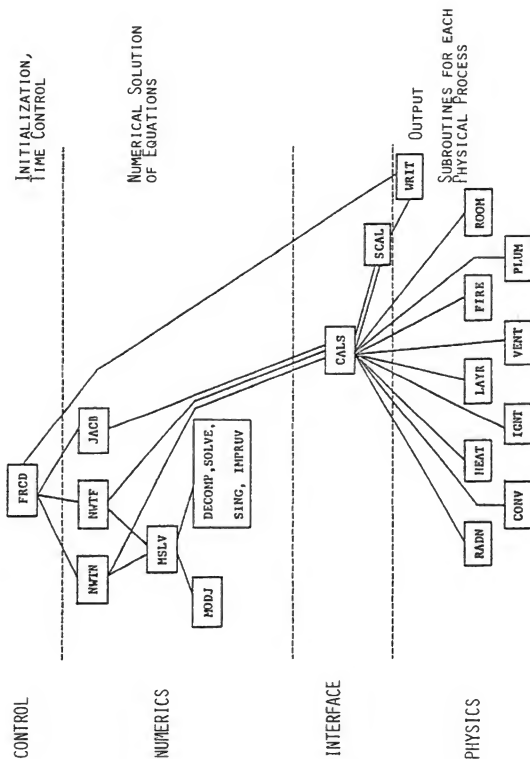 CONTROL
NUMERICS
INTERFACE
PHYSICS
INITIALIZATION,
TIME CONTROL
NUMERICAL SOLUTION
OF EQUATIONS
OUTPUT
SUBROUTINES FOR EACH
PHYSICAL PROCESS
FRCD
NWTN
NWTF
JACB
MSLV
MODJ
DECOMP,SOLVE,
SING, IMPRUV
CALS
SCAL
WRIT
RADN
CONV
HEAT
IGNT
LAYR
VENT
FIRE
PLUM
ROOM